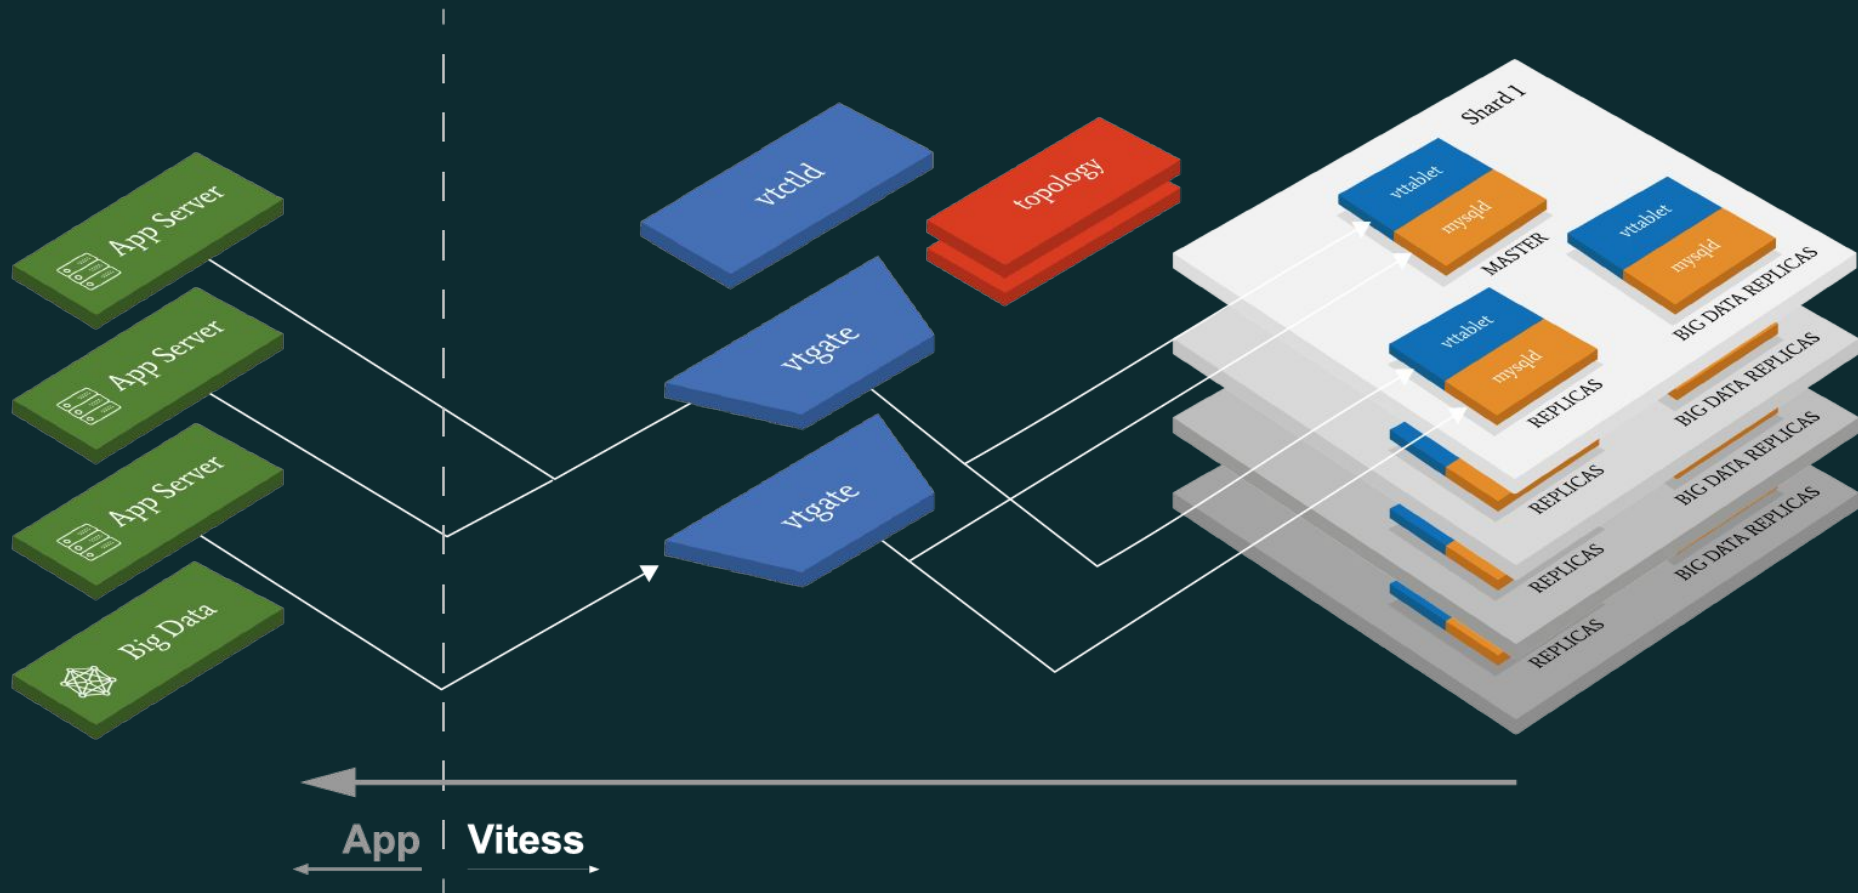 App Server
App Server
App Server
Big Data
vtctld
topology
vtgate
vtgate
Shard 1
vttablet
mysqld
MASTER
vttablet
mysqld
BIG DATA REPLICAS
vttablet
mysqld
REPLICAS
BIG DATA REPLICAS
REPLICAS
BIG DATA REPLICAS
REPLICAS
BIG DATA REPLICAS
REPLICAS
App
Vitess